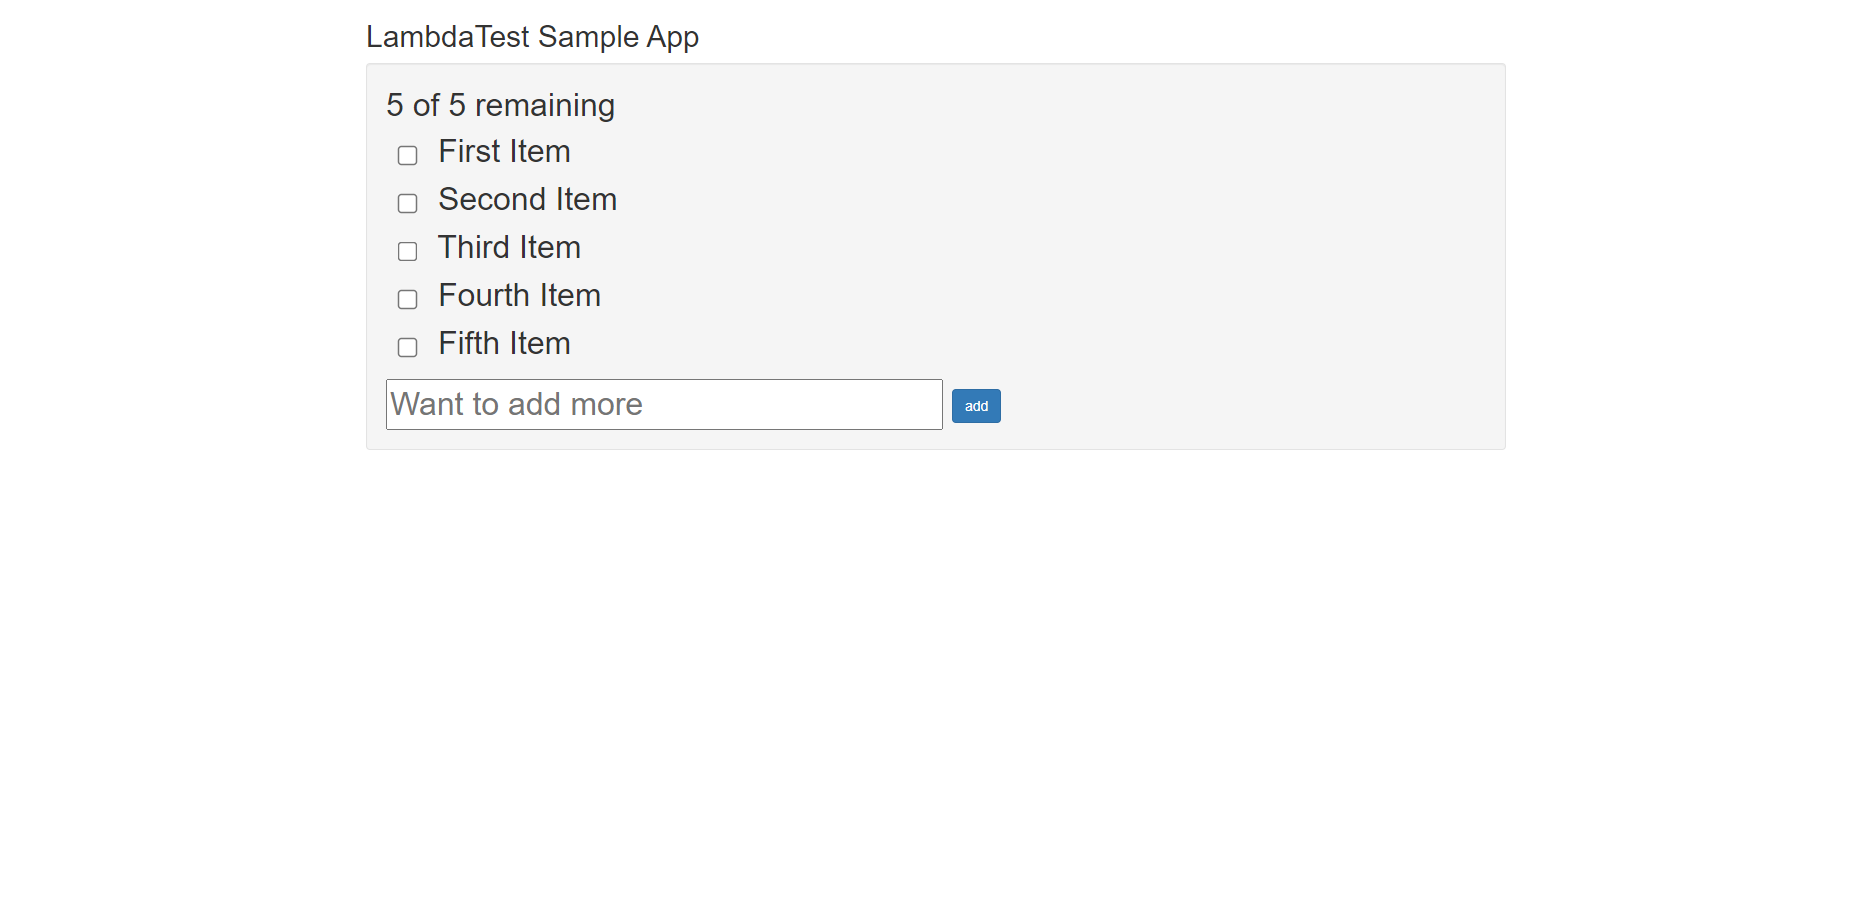 LambdaTest Sample App
5 of 5 remaining
First Item
Second Item
Third Item
Fourth Item
Fifth Item
Want to add more
add